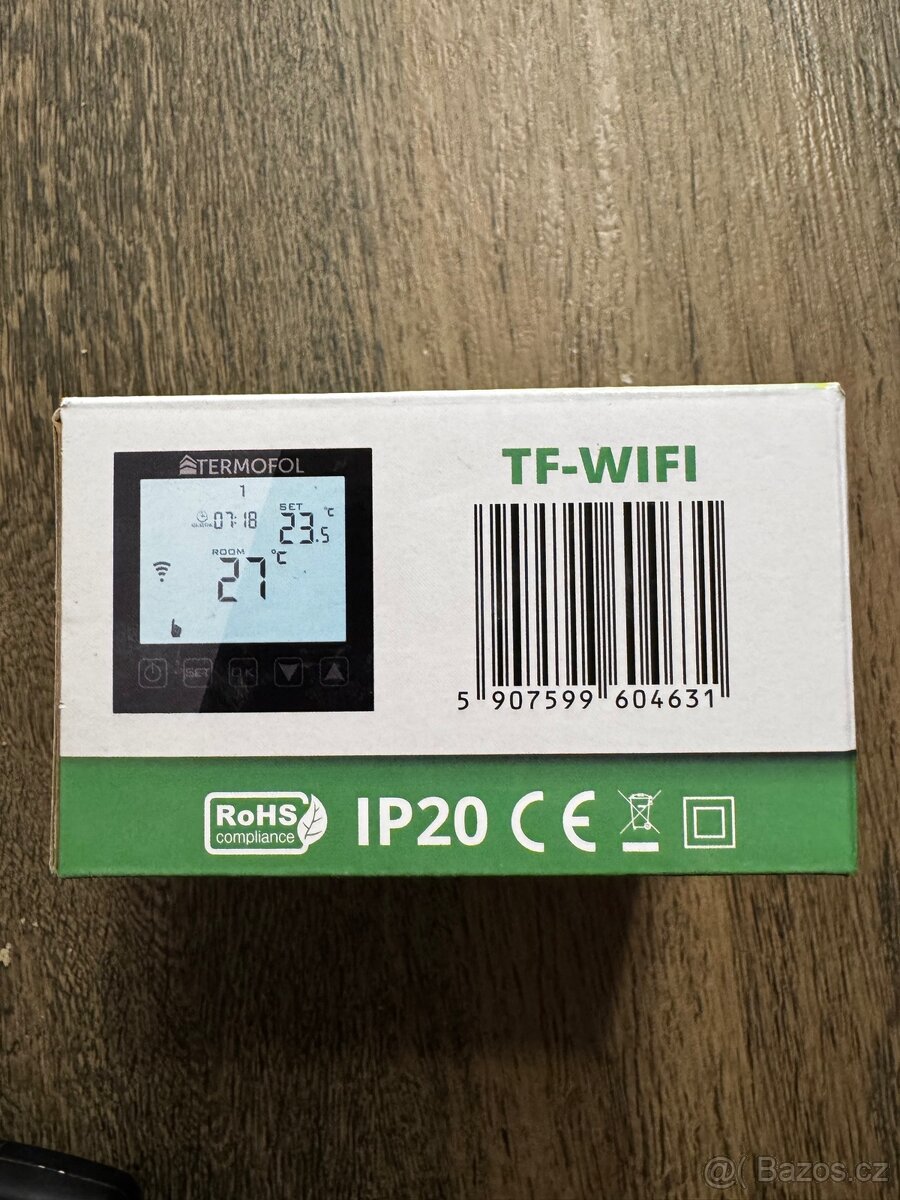 TERMOFOL
1
07:18
SET
23.5 °C
ROOM
27 °C
SET
OK
TF-WIFI
5 907599 604631
RoHS
compliance
IP20 CE
@( Bazos.cz